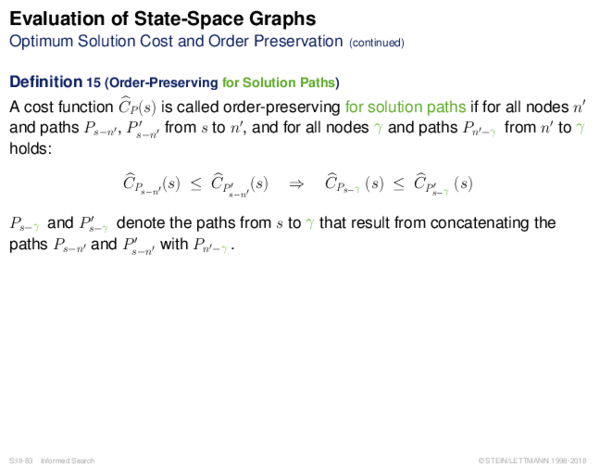 Evaluation of State-Space Graphs
Optimum Solution Cost and Order Preservation (continued)
Definition 15 (Order-Preserving for Solution Paths)
A cost function Ĉ_P(s) is called order-preserving for solution paths if for all nodes n′
and paths P_{s−n′}, P′_{s−n′} from s to n′, and for all nodes γ and paths P_{n′−γ} from n′ to γ
holds:
Ĉ_{P_{s−n′}}(s) ≤ Ĉ_{P′_{s−n′}}(s) ⇒ Ĉ_{P_{s−γ}}(s) ≤ Ĉ_{P′_{s−γ}}(s)
P_{s−γ} and P′_{s−γ} denote the paths from s to γ that result from concatenating the
paths P_{s−n′} and P′_{s−n′} with P_{n′−γ}.
S:II-83 Informed Search
©STEIN/LETTMANN 1998-2018